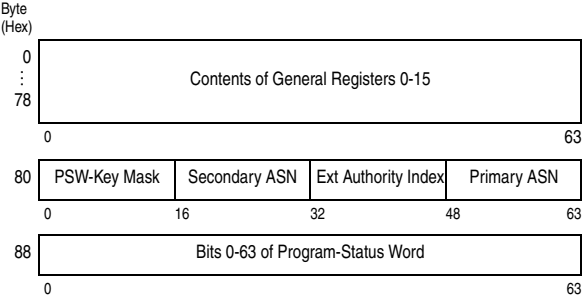 Byte
(Hex)
0
⋮
78
Contents of General Registers 0-15
0 63
80 PSW-Key Mask Secondary ASN Ext Authority Index Primary ASN
0 16 32 48 63
88 Bits 0-63 of Program-Status Word
0 63